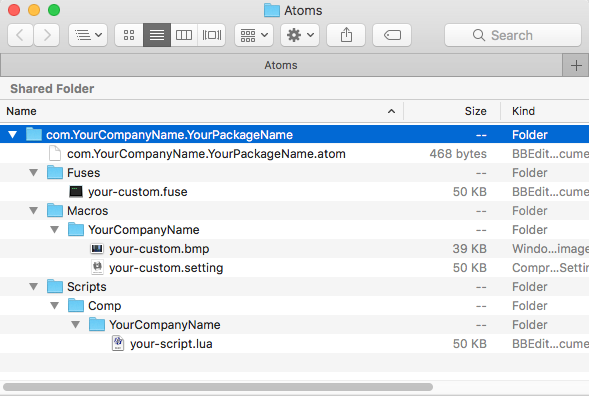 Atoms
Search
Atoms
Shared Folder
Name Size Kind
com.YourCompanyName.YourPackageName -- Folder
com.YourCompanyName.YourPackageName.atom 468 bytes BBEdit...cume
Fuses -- Folder
your-custom.fuse 50 KB BBEdit...cume
Macros -- Folder
YourCompanyName -- Folder
your-custom.bmp 39 KB Windo...image
your-custom.setting 50 KB Compr...Settin
Scripts -- Folder
Comp -- Folder
YourCompanyName -- Folder
your-script.lua 50 KB BBEdit...cume